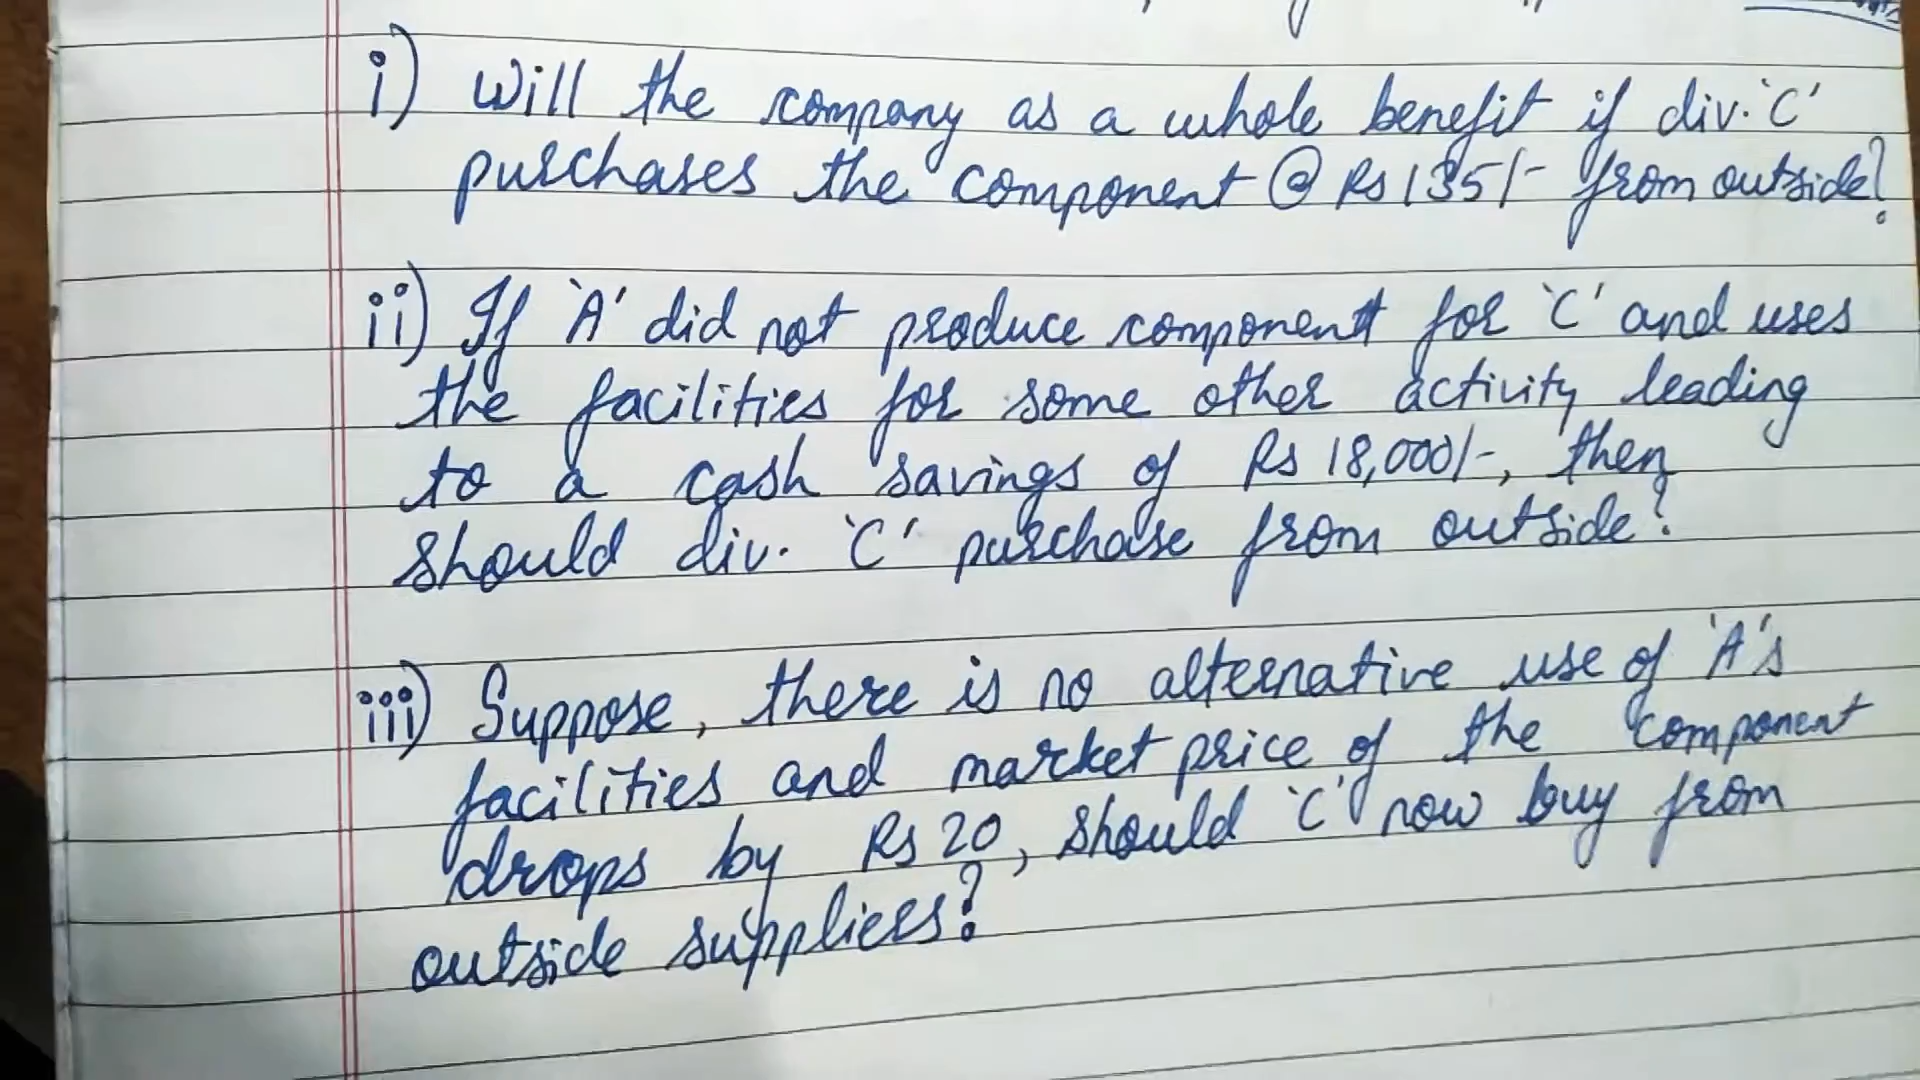 i) Will the company as a whole benefit if div. 'C'
purchases the component @ Rs 135/- from outside?
ii) If 'A' did not produce component for 'C' and uses
the facilities for some other activity leading
to a cash savings of Rs 18,000/-, then
should div. 'C' purchase from outside?
iii) Suppose, there is no alternative use of 'A's
facilities and market price of the component
drops by Rs 20, should 'C' now buy from
outside suppliers?